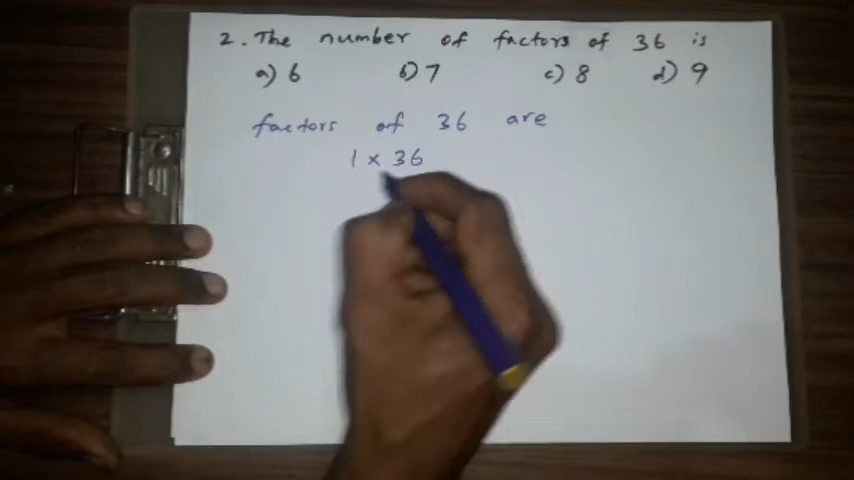 2. The number of factors of 36 is
a) 6 b) 7 c) 8 d) 9
factors of 36 are
1 × 36